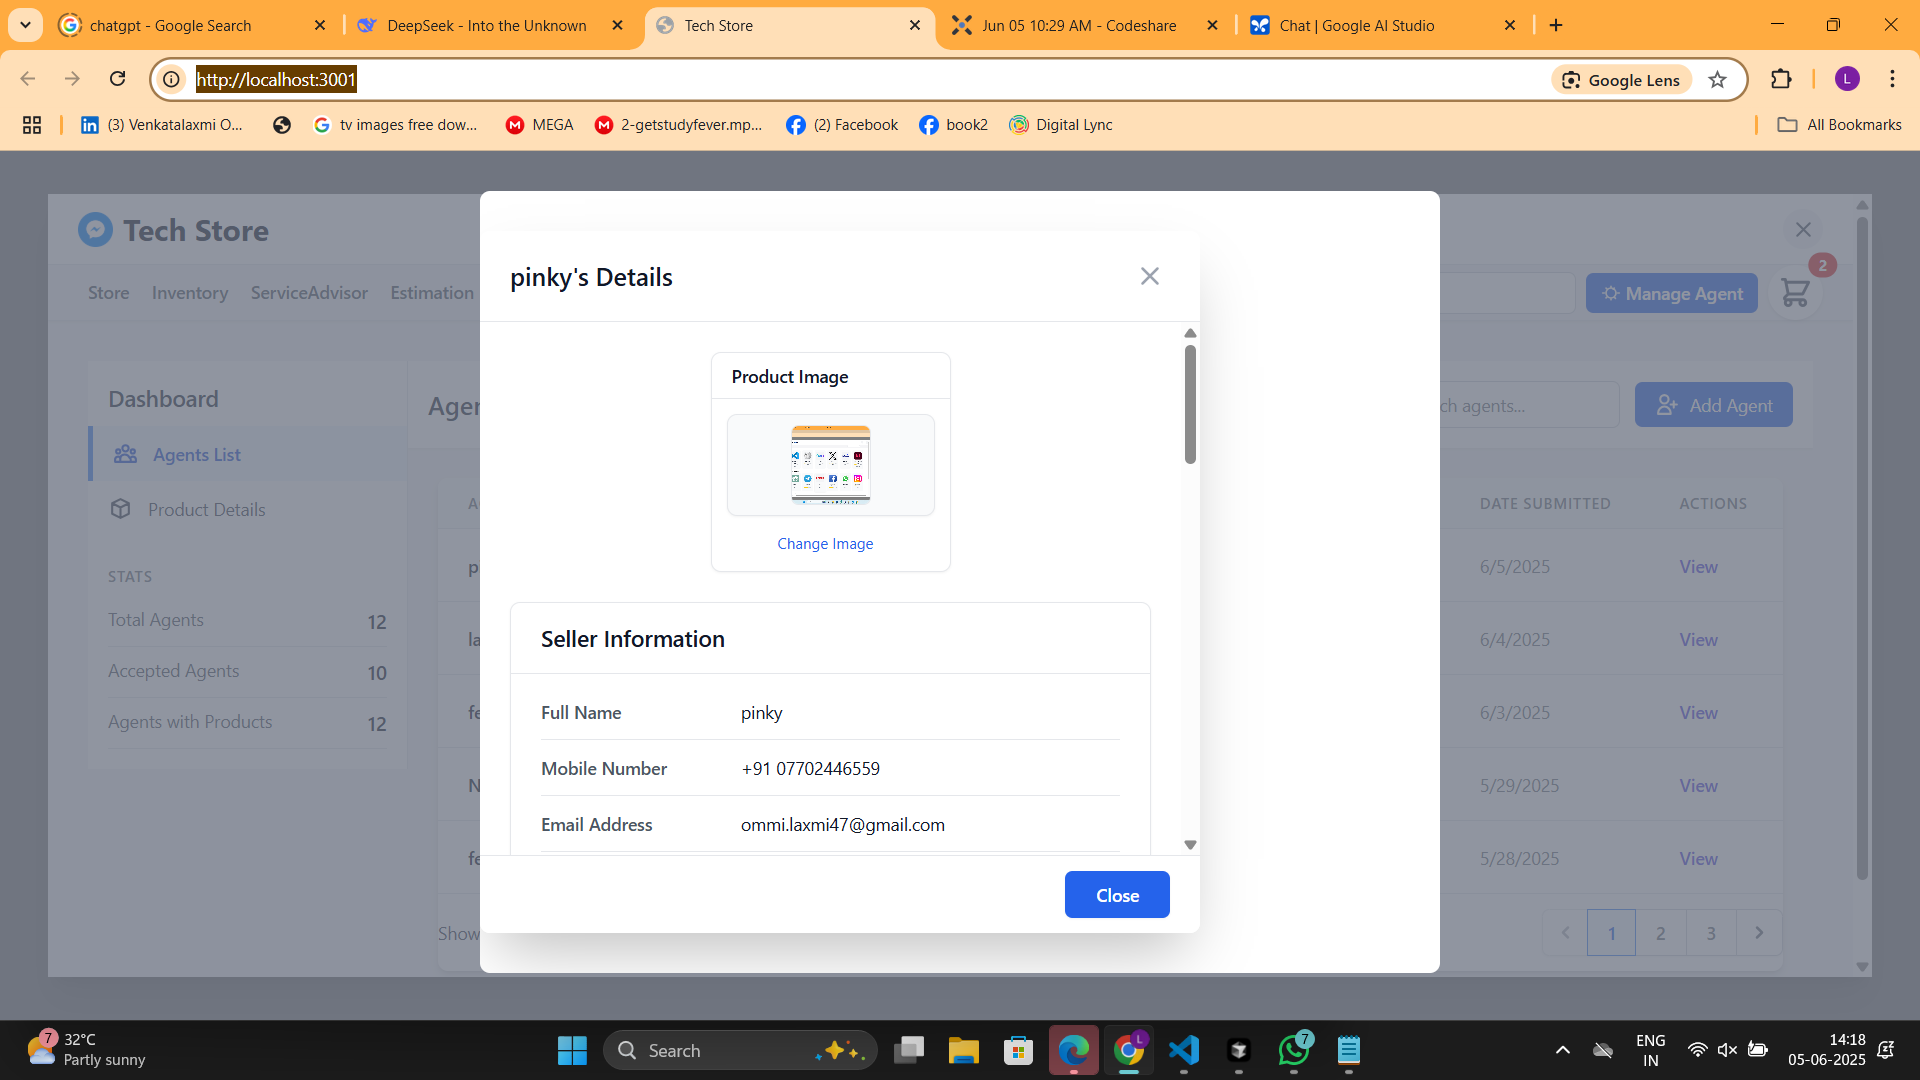 chatgpt - Google Search
DeepSeek - Into the Unknown
Tech Store
Jun 05 10:29 AM - Codeshare
Chat | Google AI Studio
http://localhost:3001
Google Lens
L
(3) Venkatalaxmi O...
tv images free dow...
MEGA
2-getstudyfever.mp...
(2) Facebook
book2
Digital Lync
All Bookmarks
Tech Store
Store
Inventory
ServiceAdvisor
Estimation
Manage Agent
2
Dashboard
Agents List
Product Details
STATS
Total Agents 12
Accepted Agents 10
Agents with Products 12
Agen
ch agents...
Add Agent
DATE SUBMITTED
ACTIONS
6/5/2025 View
6/4/2025 View
6/3/2025 View
5/29/2025 View
5/28/2025 View
Show
1 2 3
pinky's Details
Product Image
Change Image
Seller Information
Full Name pinky
Mobile Number +91 07702446559
Email Address ommi.laxmi47@gmail.com
Close
7
32°C
Partly sunny
Search
L
7
ENG
IN
14:18
05-06-2025